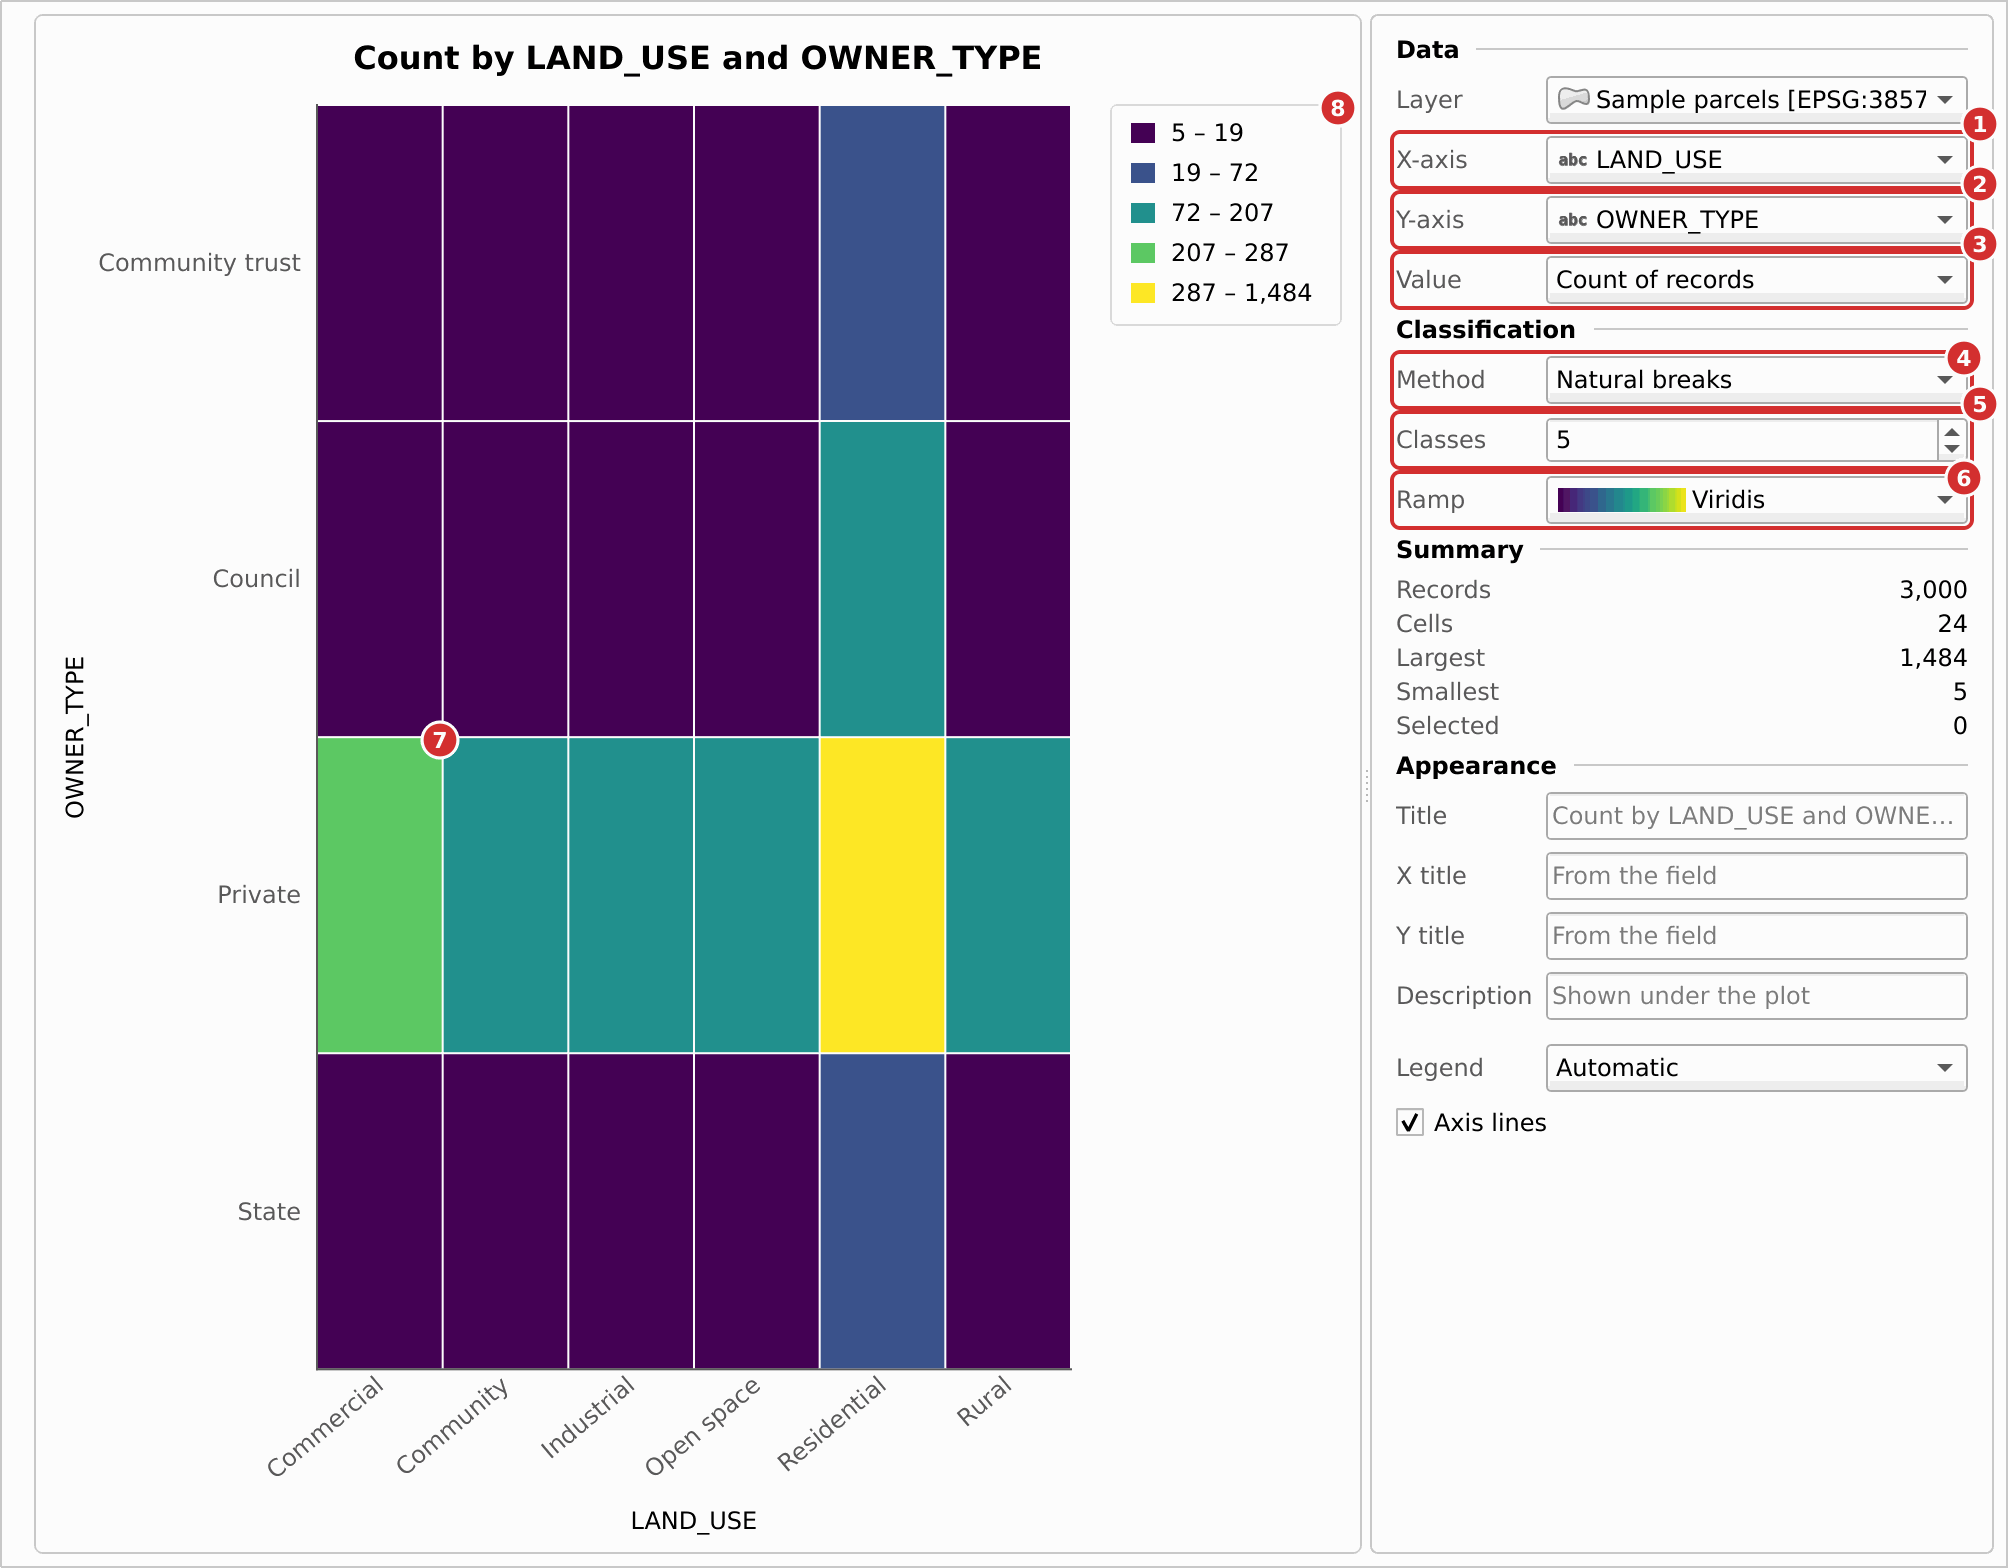 Count by LAND_USE and OWNER_TYPE
8
5 – 19
19 – 72
72 – 207
207 – 287
287 – 1,484
Community trust
Council
Private
State
OWNER_TYPE
7
Commercial
Community
Industrial
Open space
Residential
Rural
LAND_USE
Data
Layer
Sample parcels [EPSG:3857
1
X-axis
abc LAND_USE
2
Y-axis
abc OWNER_TYPE
3
Value
Count of records
Classification
4
Method
Natural breaks
5
Classes
5
6
Ramp
Viridis
Summary
Records 3,000
Cells 24
Largest 1,484
Smallest 5
Selected 0
Appearance
Title
Count by LAND_USE and OWNE...
X title
From the field
Y title
From the field
Description
Shown under the plot
Legend
Automatic
Axis lines